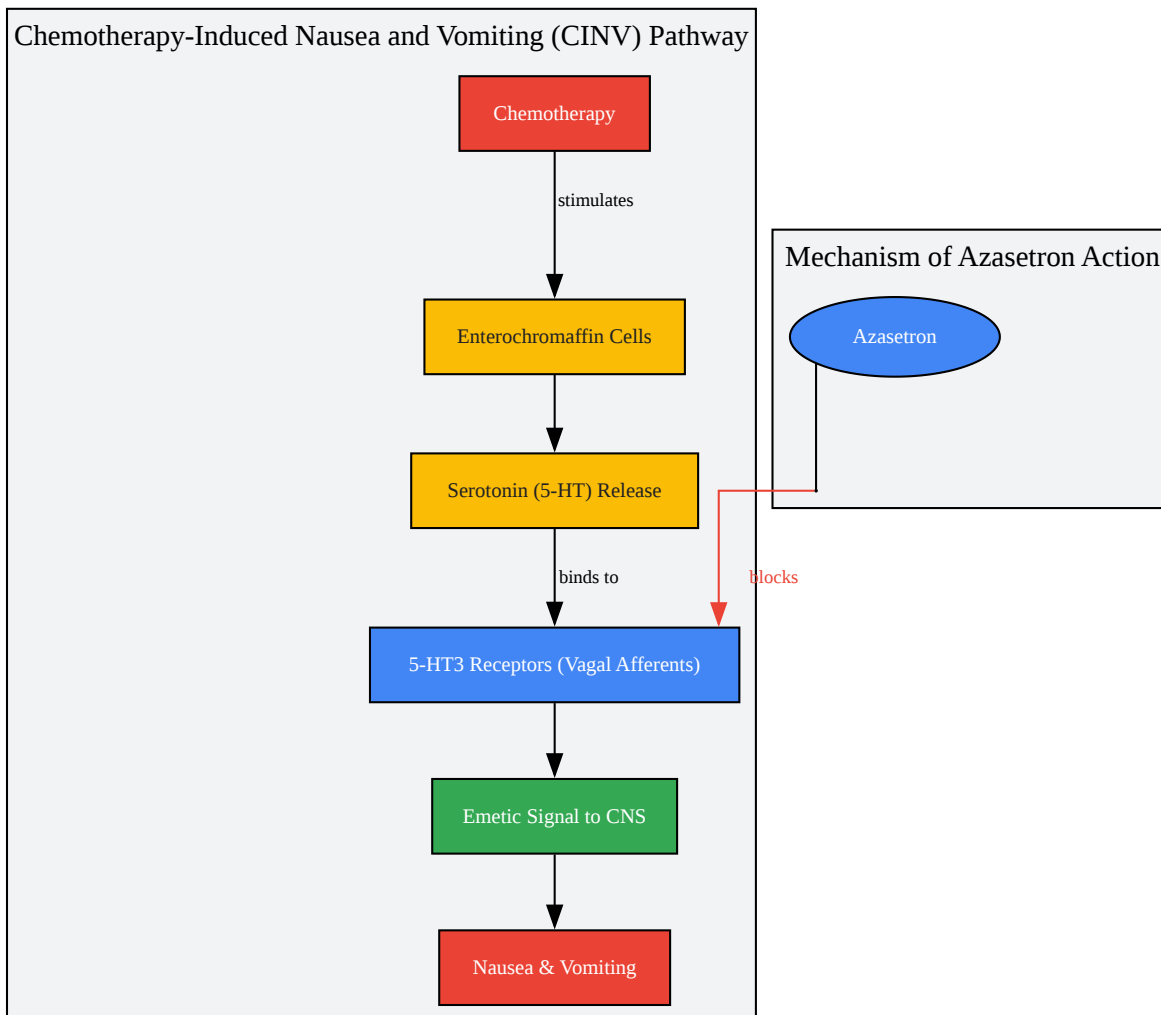 Chemotherapy-Induced Nausea and Vomiting (CINV) Pathway
Chemotherapy
stimulates
Mechanism of Azasetron Action
Enterochromaffin Cells
Azasetron
Serotonin (5-HT) Release
binds to
blocks
5-HT3 Receptors (Vagal Afferents)
Emetic Signal to CNS
Nausea & Vomiting